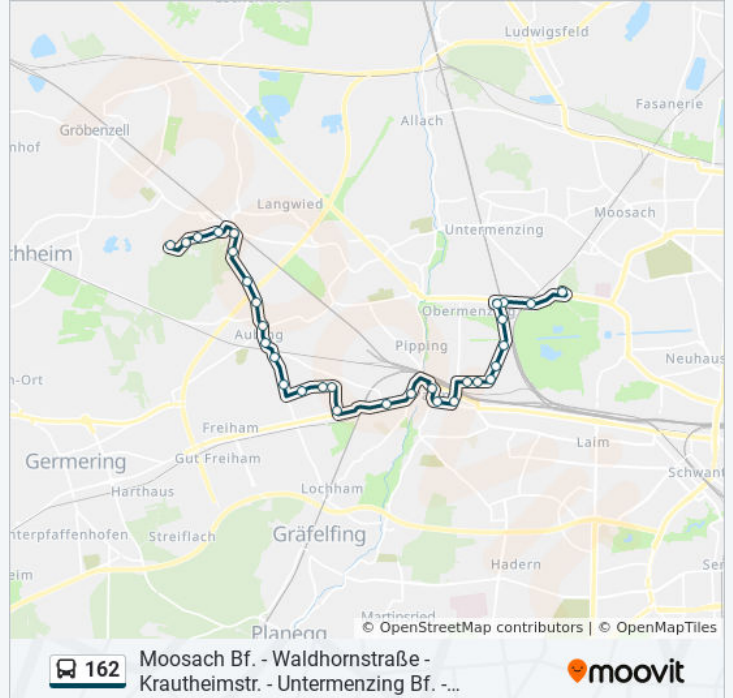 Ludwigsfeld
Fasanerie
Allach
Gröbenzell
nhof
Langwied
Moosach
Untermenzing
chheim
Obermenzing
Aubing
Pipping
Neuhaus
n-Ort
Freiham
Laim
Germering
Gut Freiham
Schwant
Harthaus
Lochham
nterpfaffenhofen
Streiflach
Gräfelfing
Hadern
Sei
eim
Martinsried
Planegg
© OpenStreetMap contributors | © OpenMapTiles
162
Moosach Bf. - Waldhornstraße -
Krautheimstr. - Untermenzing Bf. -...
moovit